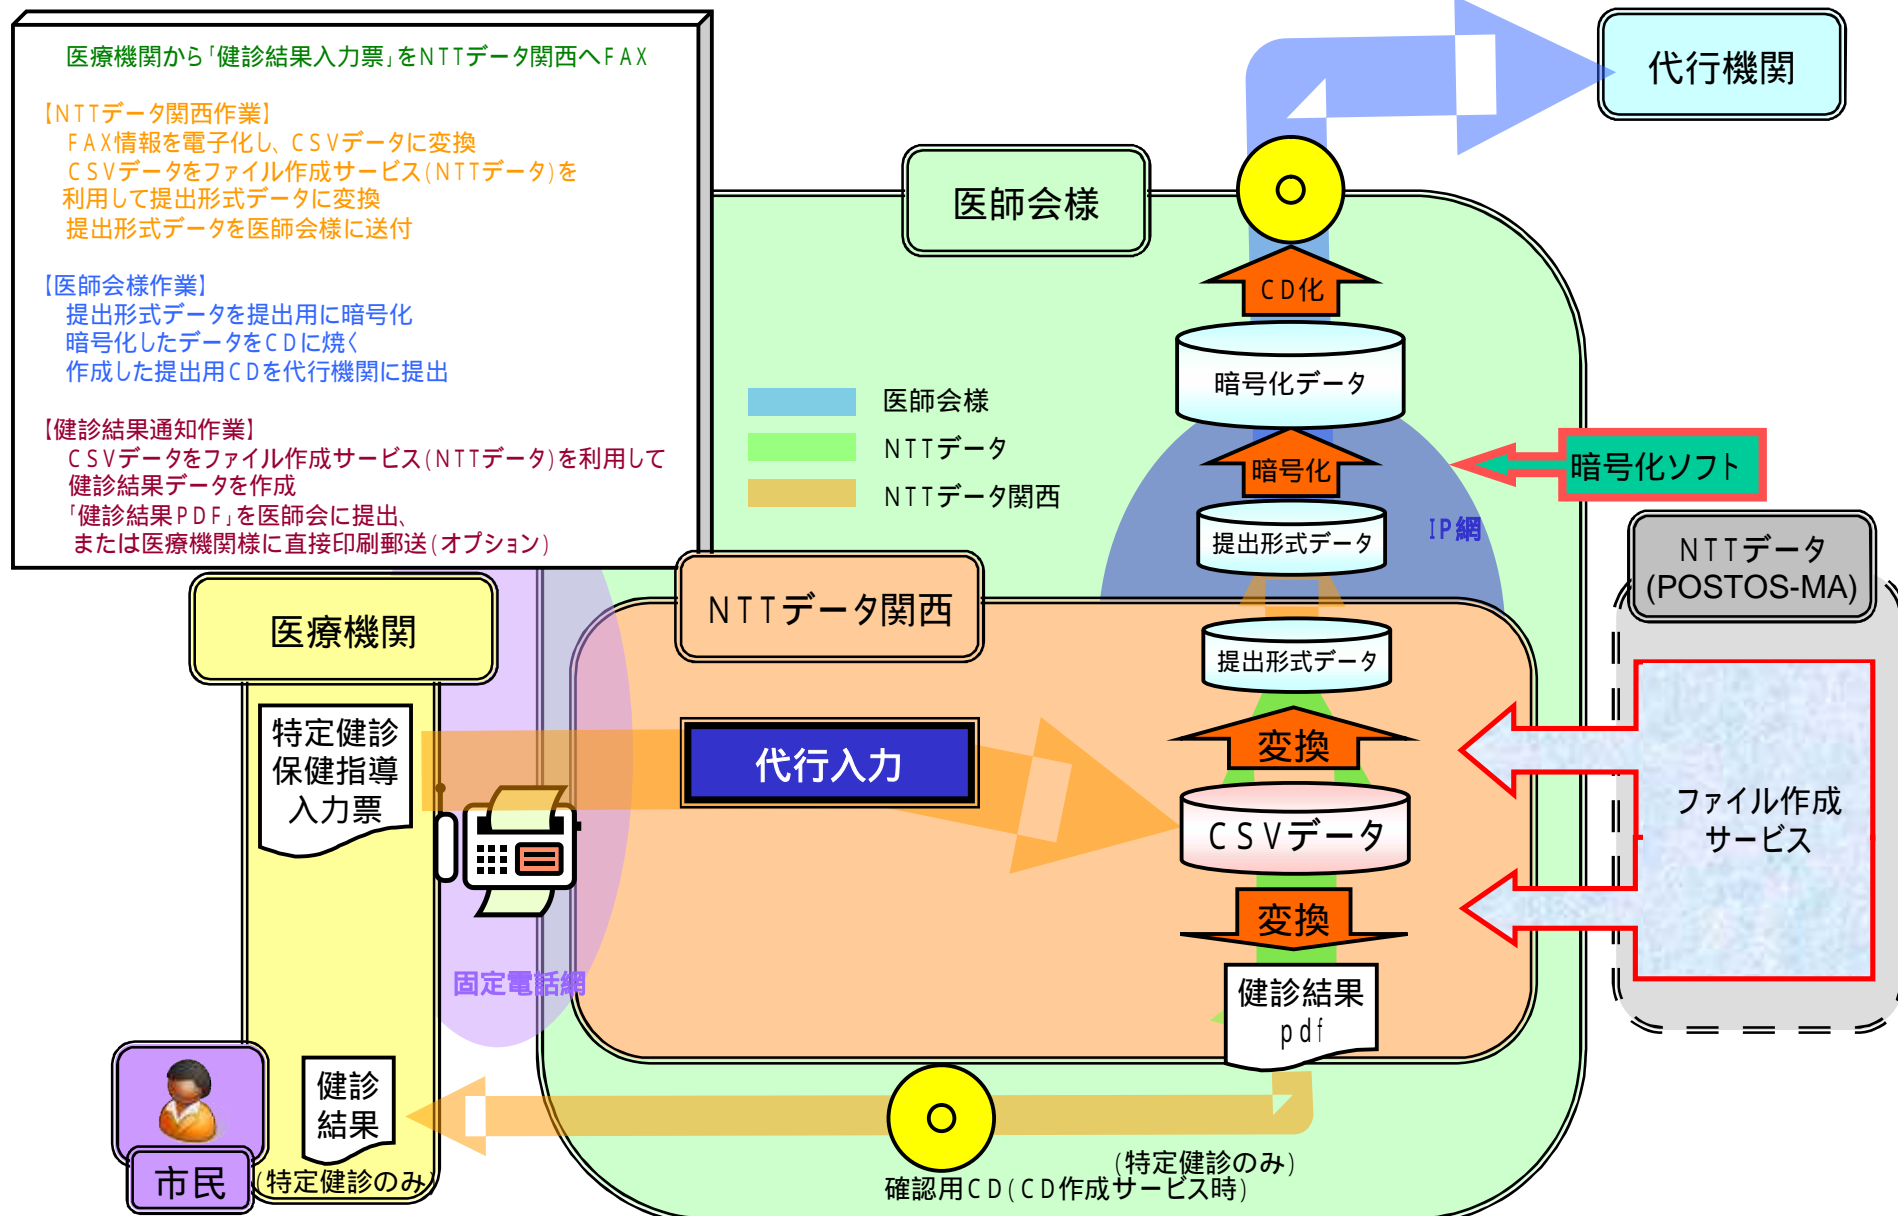 医療機関から「健診結果入力票」をNTTデータ関西へFAX
【NTTデータ関西作業】
FAX情報を電子化し、CSVデータに変換
CSVデータをファイル作成サービス(NTTデータ)を
利用して提出形式データに変換
提出形式データを医師会様に送付
【医師会様作業】
提出形式データを提出用に暗号化
暗号化したデータをCDに焼く
作成した提出用CDを代行機関に提出
【健診結果通知作業】
CSVデータをファイル作成サービス(NTTデータ)を利用して
健診結果データを作成
「健診結果PDF」を医師会に提出、
または医療機関様に直接印刷郵送(オプション)
代行機関
医師会様
CD化
暗号化データ
医師会様
NTTデータ
NTTデータ関西
暗号化
暗号化ソフト
提出形式データ
IP網
NTTデータ
(POSTOS-MA)
NTTデータ関西
医療機関
提出形式データ
特定健診
保健指導
入力票
代行入力
変換
CSVデータ
ファイル作成
サービス
変換
固定電話網
健診結果
pdf
健診
結果
市民
(特定健診のみ)
(特定健診のみ)
確認用CD(CD作成サービス時)